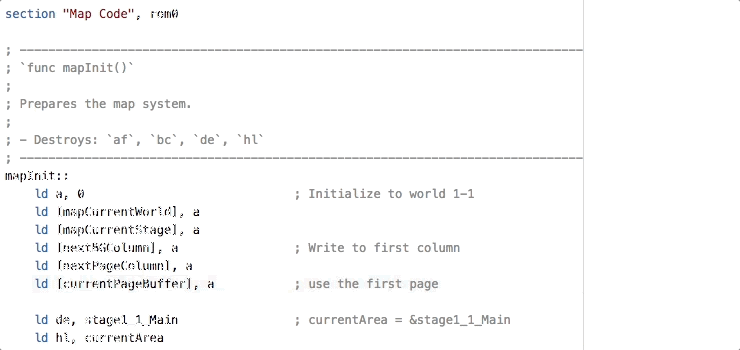 section "Map Code", rom0
; ------------------------------------------------------------------------------
; `func mapInit()`
;
; Prepares the map system.
;
; - Destroys: `af`, `bc`, `de`, `hl`
; ------------------------------------------------------------------------------
mapInit::
    ld a, 0                             ; Initialize to world 1-1
    ld [mapCurrentWorld], a
    ld [mapCurrentStage], a
    ld [nextBGColumn], a                ; Write to first column
    ld [nextPageColumn], a
    ld [currentPageBuffer], a           ; use the first page
    ld de, stage1_1_Main                ; currentArea = &stage1_1_Main
    ld hl, currentArea